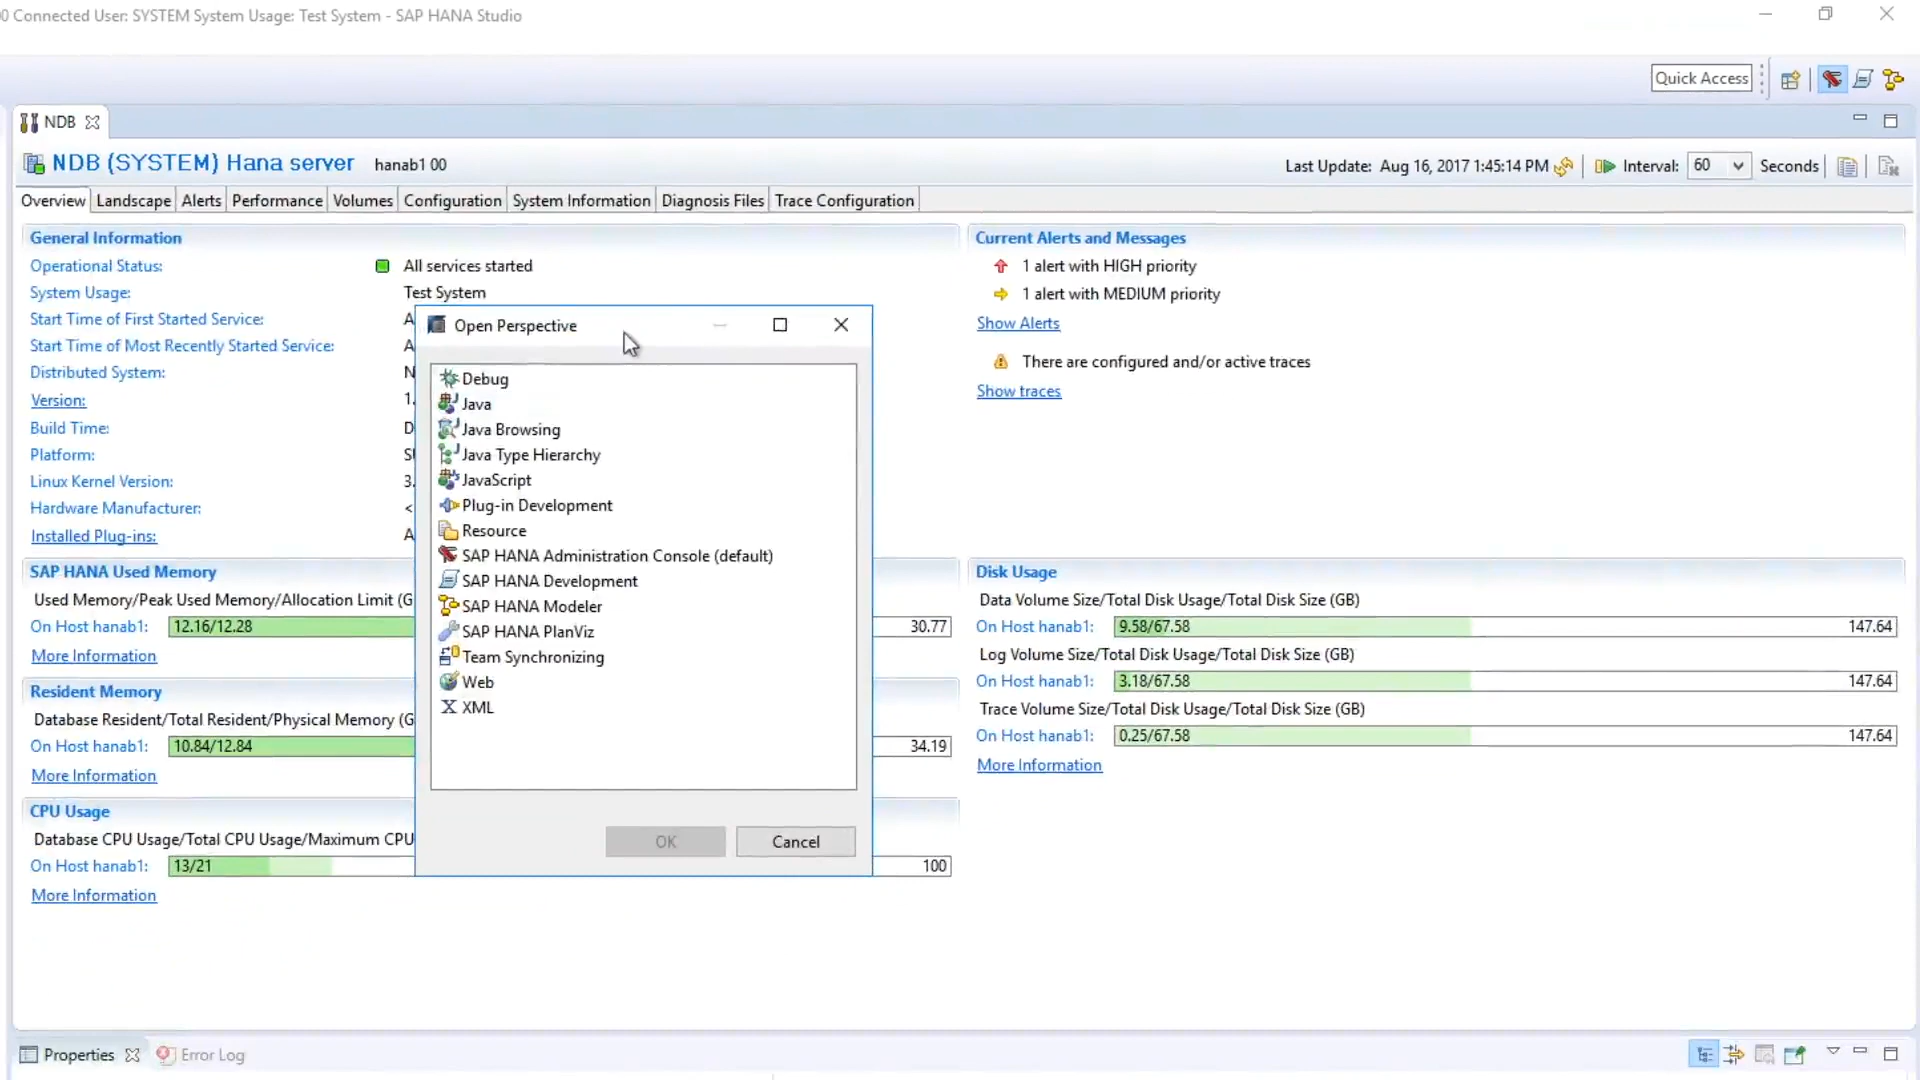 0 Connected User: SYSTEM System Usage: Test System - SAP HANA Studio
Quick Access
NDB
NDB (SYSTEM) Hana server hanab1 00
Last Update: Aug 16, 2017 1:45:14 PM Interval: 60 Seconds
Overview Landscape Alerts Performance Volumes Configuration System Information Diagnosis Files Trace Configuration
General Information
Operational Status: All services started
System Usage: Test System
Start Time of First Started Service: A
Start Time of Most Recently Started Service: A
Distributed System: N
Version: 1.
Build Time: D
Platform: SU
Linux Kernel Version: 3.
Hardware Manufacturer: <
Installed Plug-ins: A
SAP HANA Used Memory
Used Memory/Peak Used Memory/Allocation Limit (G
On Host hanab1: 12.16/12.28 30.77
More Information
Resident Memory
Database Resident/Total Resident/Physical Memory (G
On Host hanab1: 10.84/12.84 34.19
More Information
CPU Usage
Database CPU Usage/Total CPU Usage/Maximum CPU
On Host hanab1: 13/21 100
More Information
Current Alerts and Messages
1 alert with HIGH priority
1 alert with MEDIUM priority
Show Alerts
There are configured and/or active traces
Show traces
Disk Usage
Data Volume Size/Total Disk Usage/Total Disk Size (GB)
On Host hanab1: 9.58/67.58 147.64
Log Volume Size/Total Disk Usage/Total Disk Size (GB)
On Host hanab1: 3.18/67.58 147.64
Trace Volume Size/Total Disk Usage/Total Disk Size (GB)
On Host hanab1: 0.25/67.58 147.64
More Information
Open Perspective
Debug
Java
Java Browsing
Java Type Hierarchy
JavaScript
Plug-in Development
Resource
SAP HANA Administration Console (default)
SAP HANA Development
SAP HANA Modeler
SAP HANA PlanViz
Team Synchronizing
Web
XML
OK Cancel
Properties Error Log